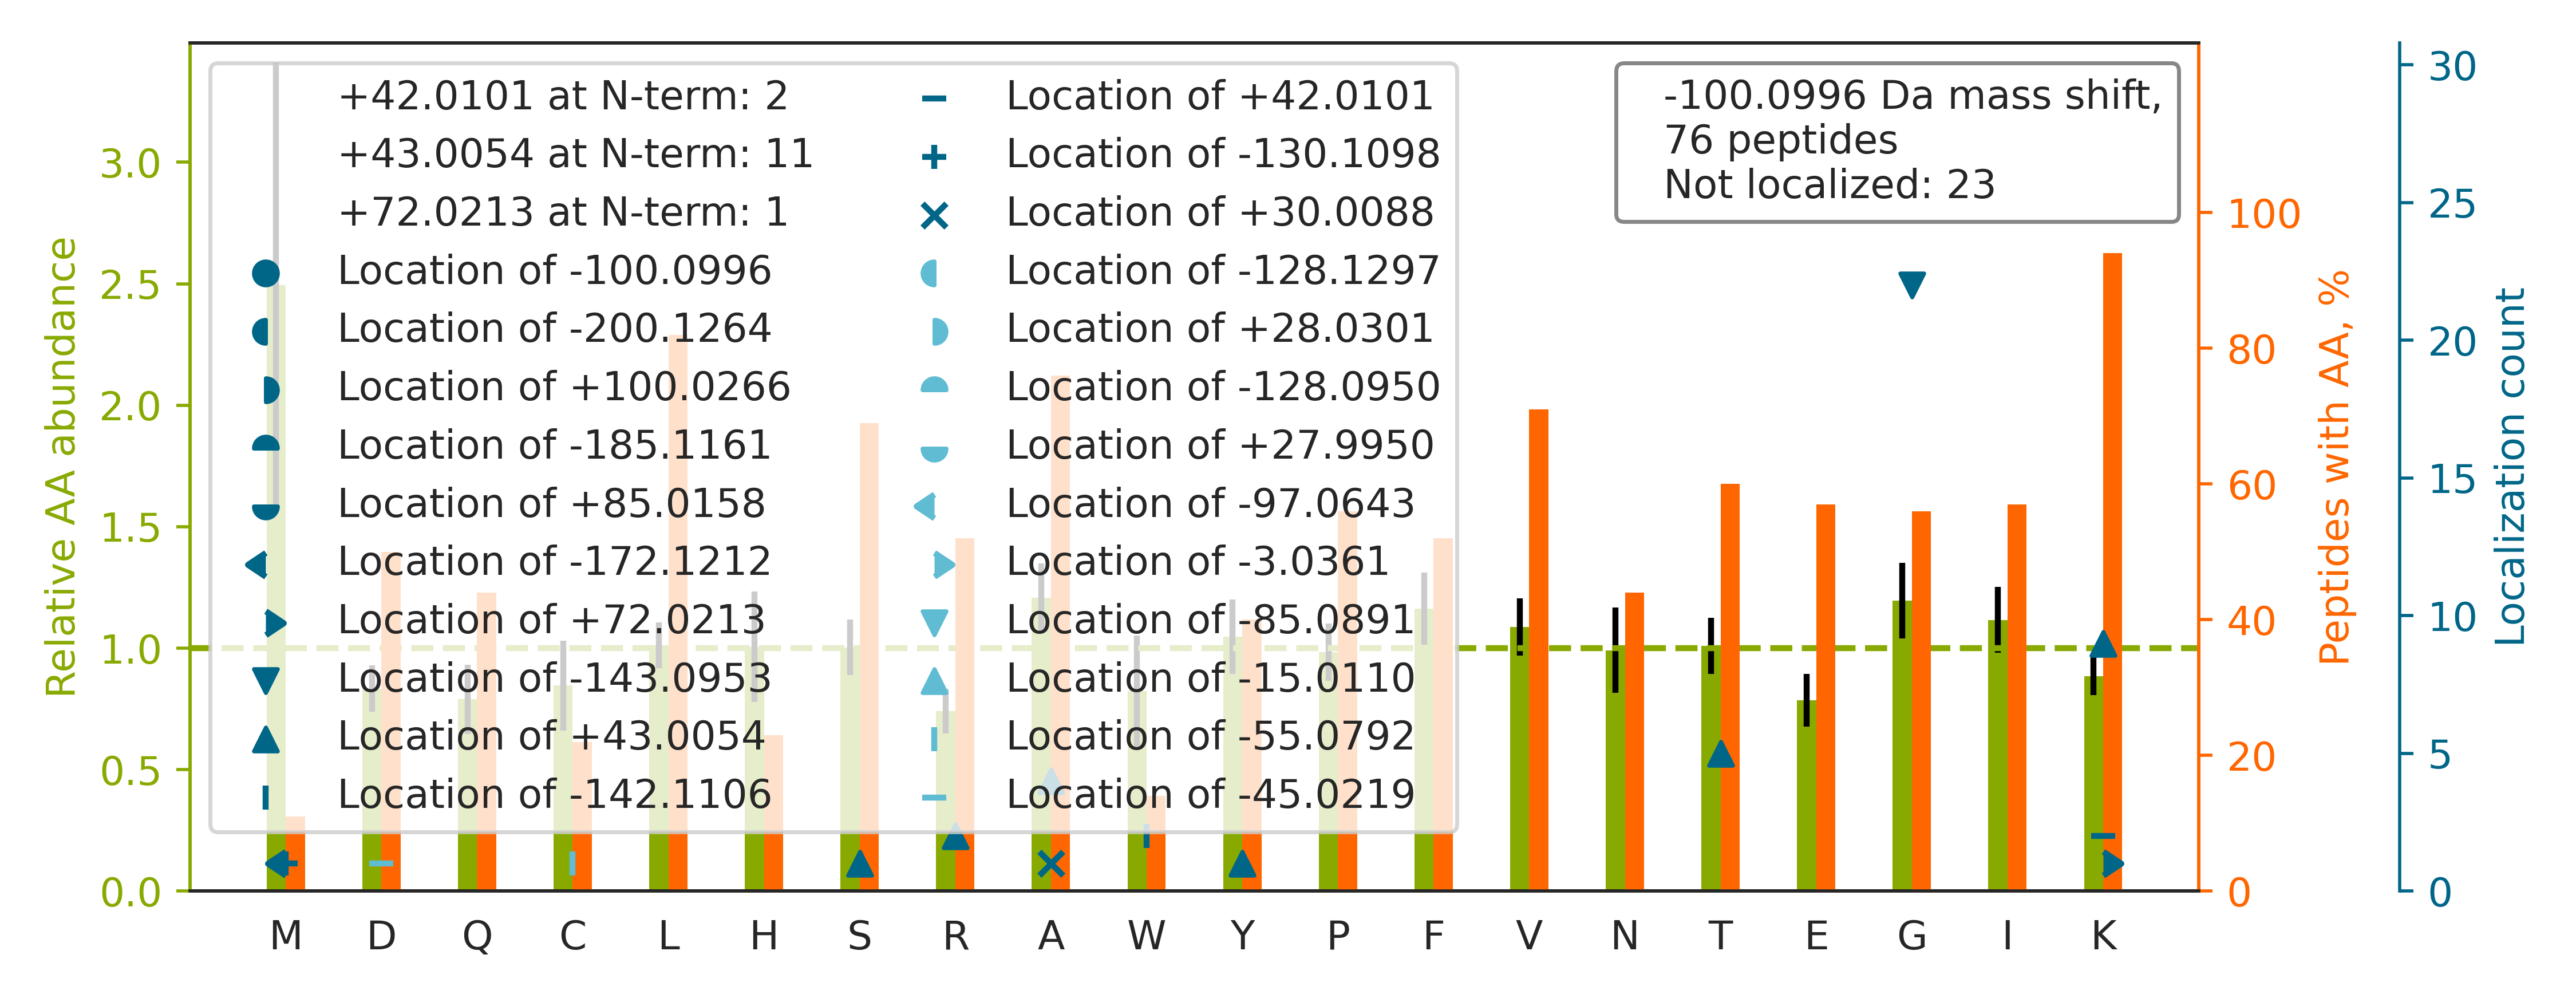 +42.0101 at N-term: 2
+43.0054 at N-term: 11
+72.0213 at N-term: 1
Location of -100.0996
Location of -200.1264
Location of +100.0266
Location of -185.1161
Location of +85.0158
Location of -172.1212
Location of +72.0213
Location of -143.0953
Location of +43.0054
Location of -142.1106
Location of +42.0101
Location of -130.1098
Location of +30.0088
Location of -128.1297
Location of +28.0301
Location of -128.0950
Location of +27.9950
Location of -97.0643
Location of -3.0361
Location of -85.0891
Location of -15.0110
Location of -55.0792
Location of -45.0219
-100.0996 Da mass shift,
76 peptides
Not localized: 23
Relative AA abundance
3.0
2.5
2.0
1.5
1.0
0.5
0.0
M D Q C L H S R A W Y P F V N T E G I K
100
80
60
40
20
0
Peptides with AA, %
30
25
20
15
10
5
0
Localization count